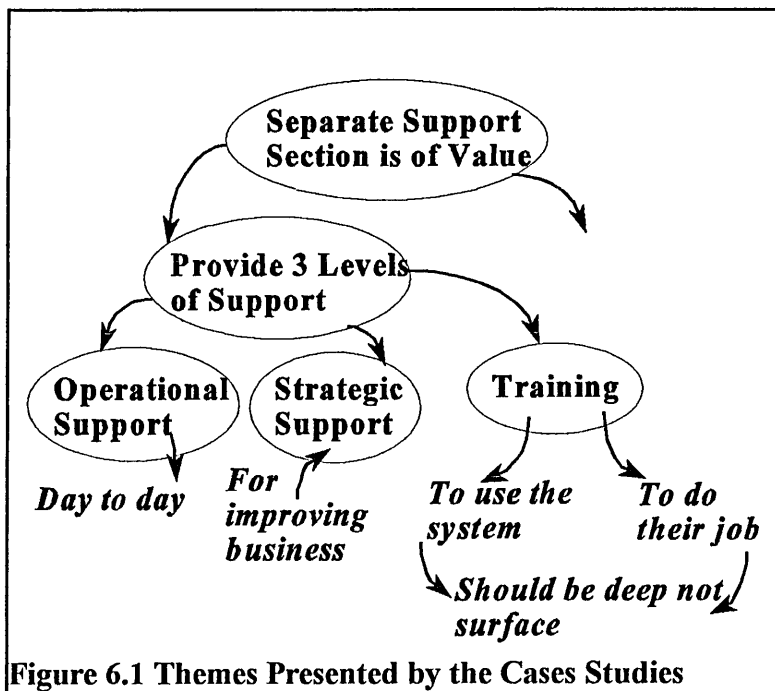 Separate Support
Section is of Value
Provide 3 Levels
of Support
Operational
Support
Strategic
Support
Training
Day to day
For
improving
business
To use the
system
To do
their job
Should be deep not
surface
Figure 6.1 Themes Presented by the Cases Studies